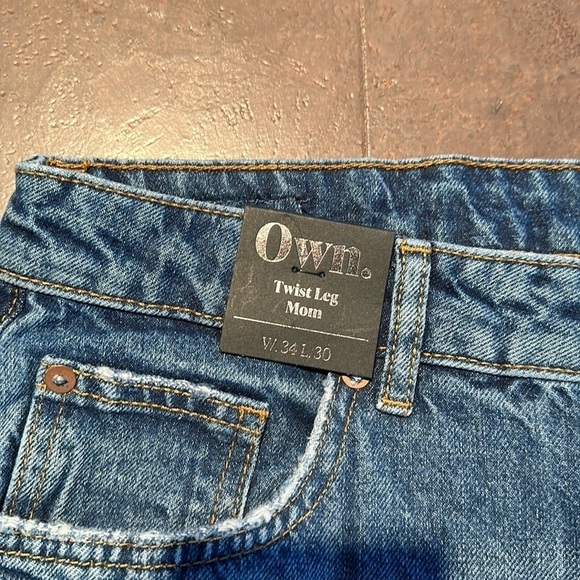 Own.
Twist Leg
Mom
W. 34 L. 30